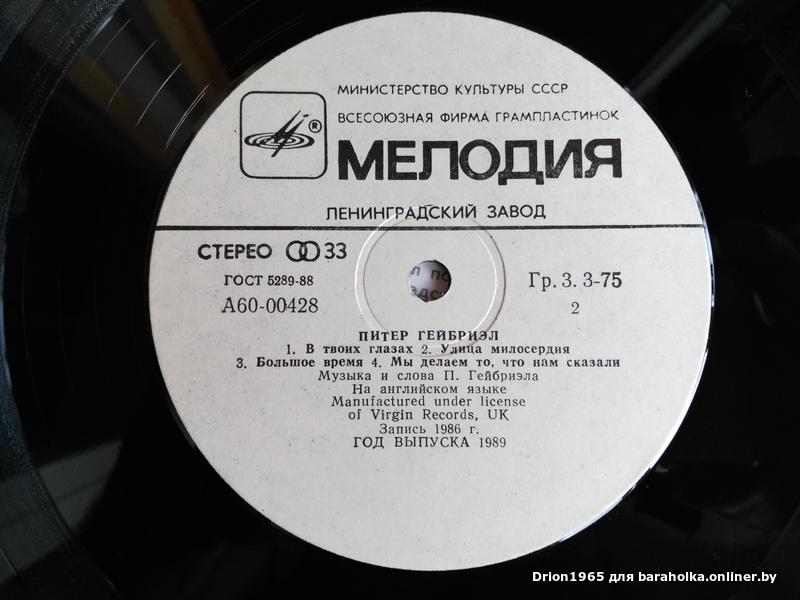 МИНИСТЕРСТВО КУЛЬТУРЫ СССР
ВСЕСОЮЗНАЯ ФИРМА ГРАМПЛАСТИНОК
®
МЕЛОДИЯ
ЛЕНИНГРАДСКИЙ ЗАВОД
СТЕРЕО 33
ГОСТ 5289-88
А60-00428
Гр. 3. 3-75
2
ПИТЕР ГЕЙБРИЭЛ
1. В твоих глазах 2. Улица милосердия
3. Большое время 4. Мы делаем то, что нам сказали
Музыка и слова П. Гейбриэла
На английском языке
Manufactured under license
of Virgin Records, UK
Запись 1986 г.
ГОД ВЫПУСКА 1989
Drion1965 для baraholka.onliner.by